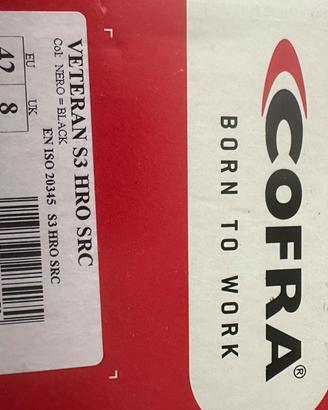 COFRA®
BORN TO WORK
VETERAN S3 HRO SRC
Col: NERO = BLACK
EN ISO 20345 S3 HRO SRC
EU UK
42 8